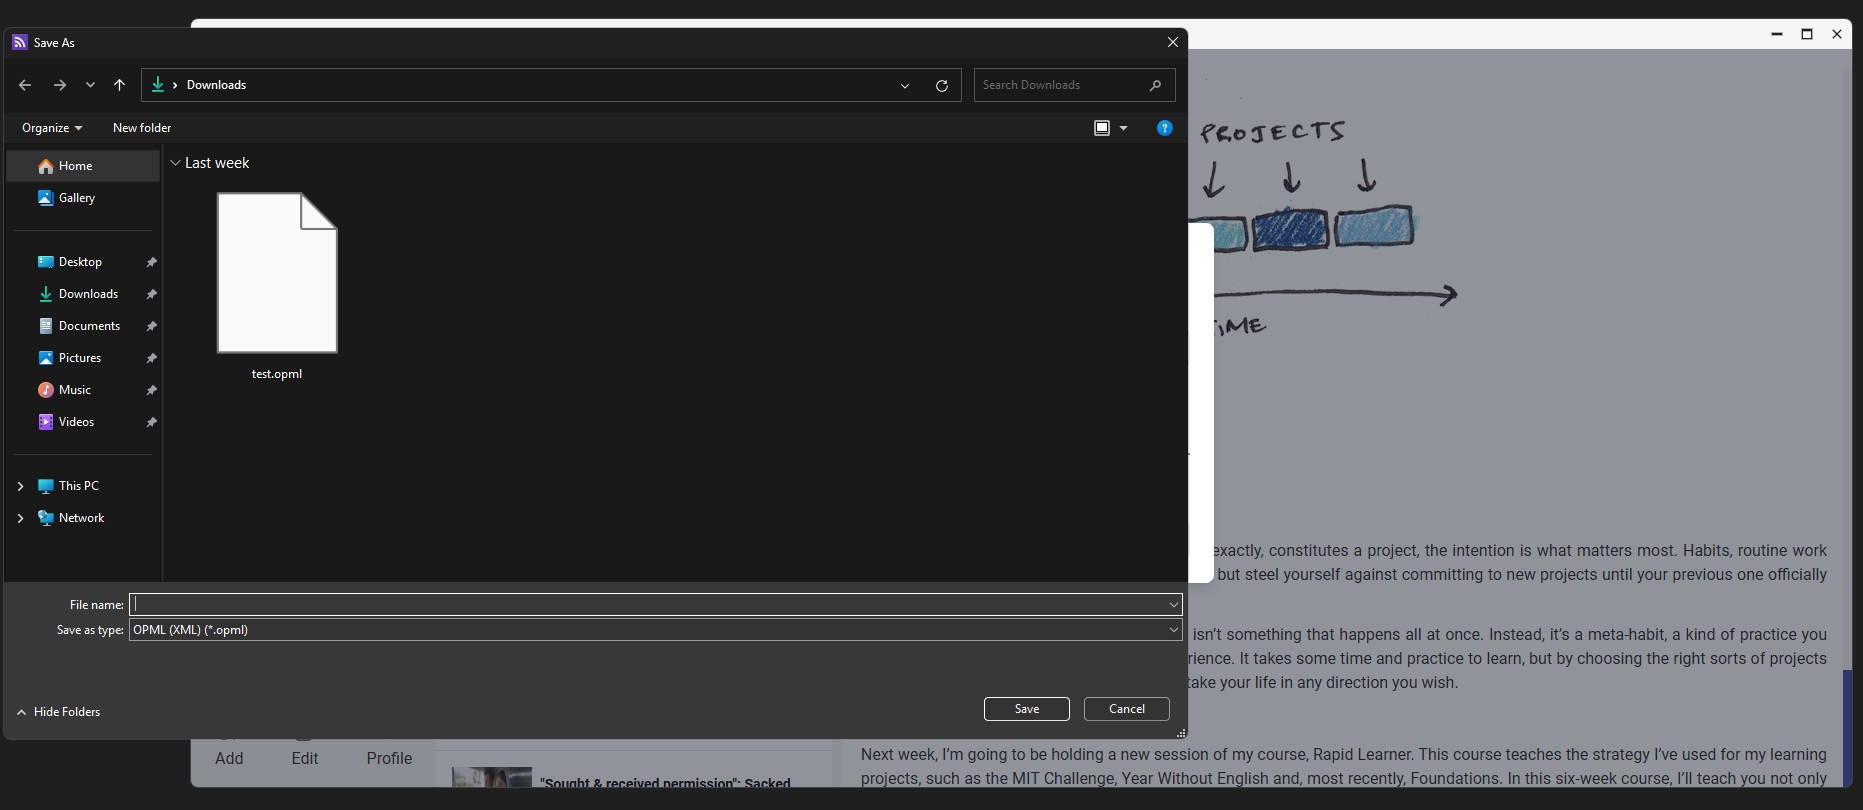 Save As
Downloads
Search Downloads
Organize
New folder
Home
Gallery
Desktop
Downloads
Documents
Pictures
Music
Videos
This PC
Network
Last week
test.opml
File name:
Save as type: OPML (XML) (*.opml)
Hide Folders
Save
Cancel
PROJECTS
exactly, constitutes a project, the intention is what matters most. Habits, routine work
but steel yourself against committing to new projects until your previous one officially
isn’t something that happens all at once. Instead, it’s a meta-habit, a kind of practice you
rience. It takes some time and practice to learn, but by choosing the right sorts of projects
take your life in any direction you wish.
Add
Edit
Profile
"Sought & received permission": Sacked
Next week, I’m going to be holding a new session of my course, Rapid Learner. This course teaches the strategy I’ve used for my learning
projects, such as the MIT Challenge, Year Without English and, most recently, Foundations. In this six-week course, I’ll teach you not only